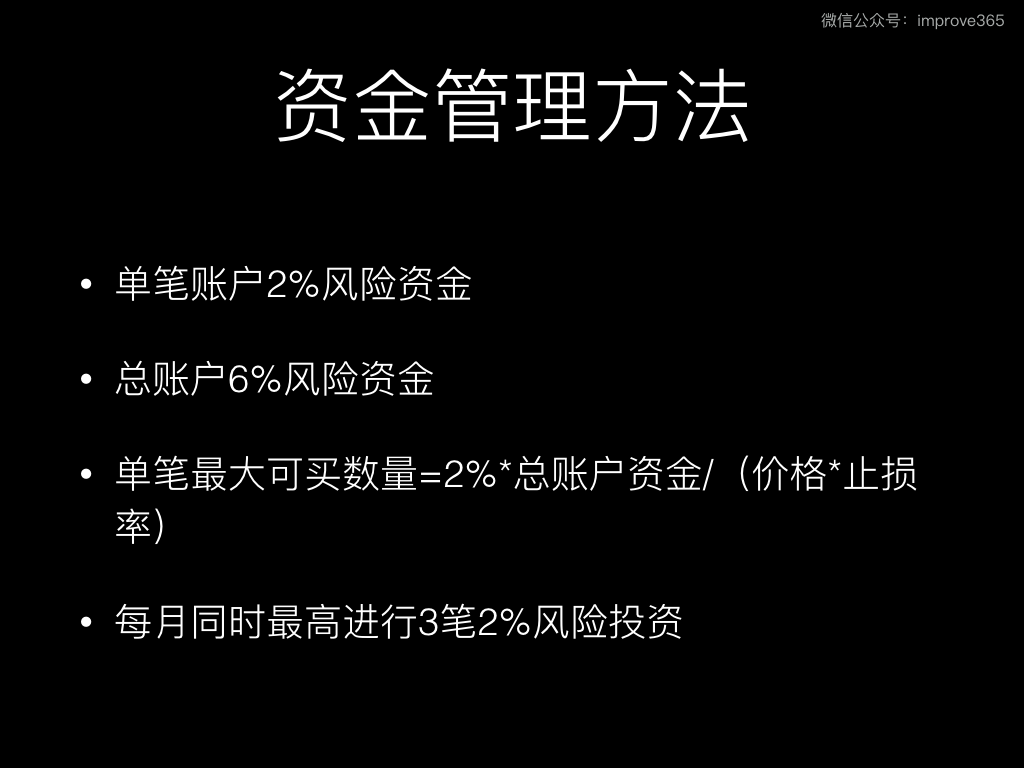 微信公众号：improve365
资金管理方法
• 单笔账户2%风险资金
• 总账户6%风险资金
• 单笔最大可买数量=2%*总账户资金/（价格*止损
率）
• 每月同时最高进行3笔2%风险投资